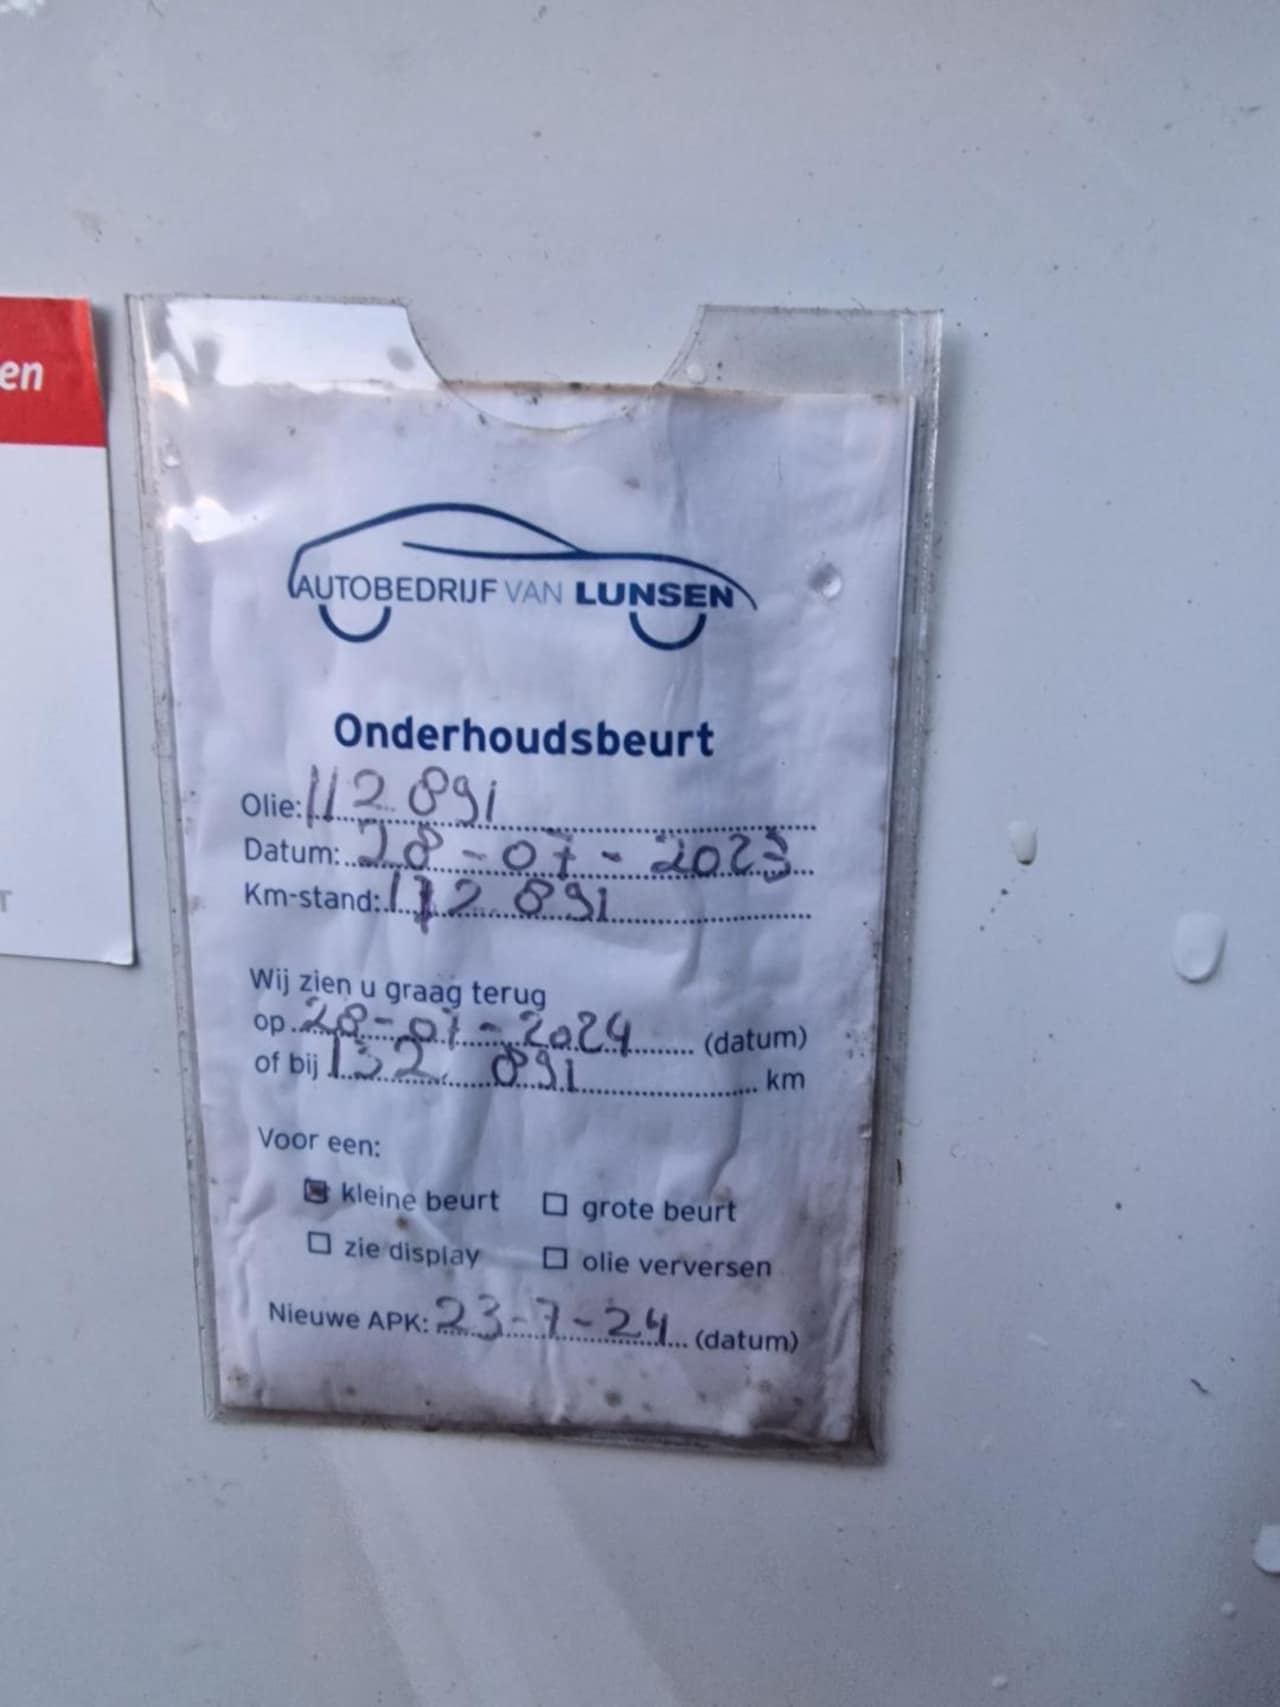 en
T
AUTOBEDRIJF VAN LUNSEN
Onderhoudsbeurt
Olie: 112 891
Datum: 28-07-2023
Km-stand: 112 891
Wij zien u graag terug
op 28-07-2024 (datum)
of bij 132 891 km
Voor een:
kleine beurt grote beurt
zie display olie verversen
Nieuwe APK: 23-7-24 (datum)